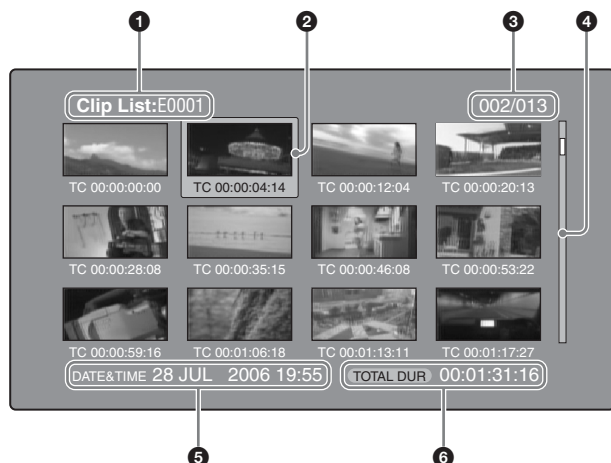 1 2 3 4
Clip List:E0001 002/013
TC 00:00:00:00 TC 00:00:04:14 TC 00:00:12:04 TC 00:00:20:13
TC 00:00:28:08 TC 00:00:35:15 TC 00:00:46:08 TC 00:00:53:22
TC 00:00:59:16 TC 00:01:06:18 TC 00:01:13:11 TC 00:01:17:27
DATE&TIME 28 JUL 2006 19:55 TOTAL DUR 00:01:31:16
5 6